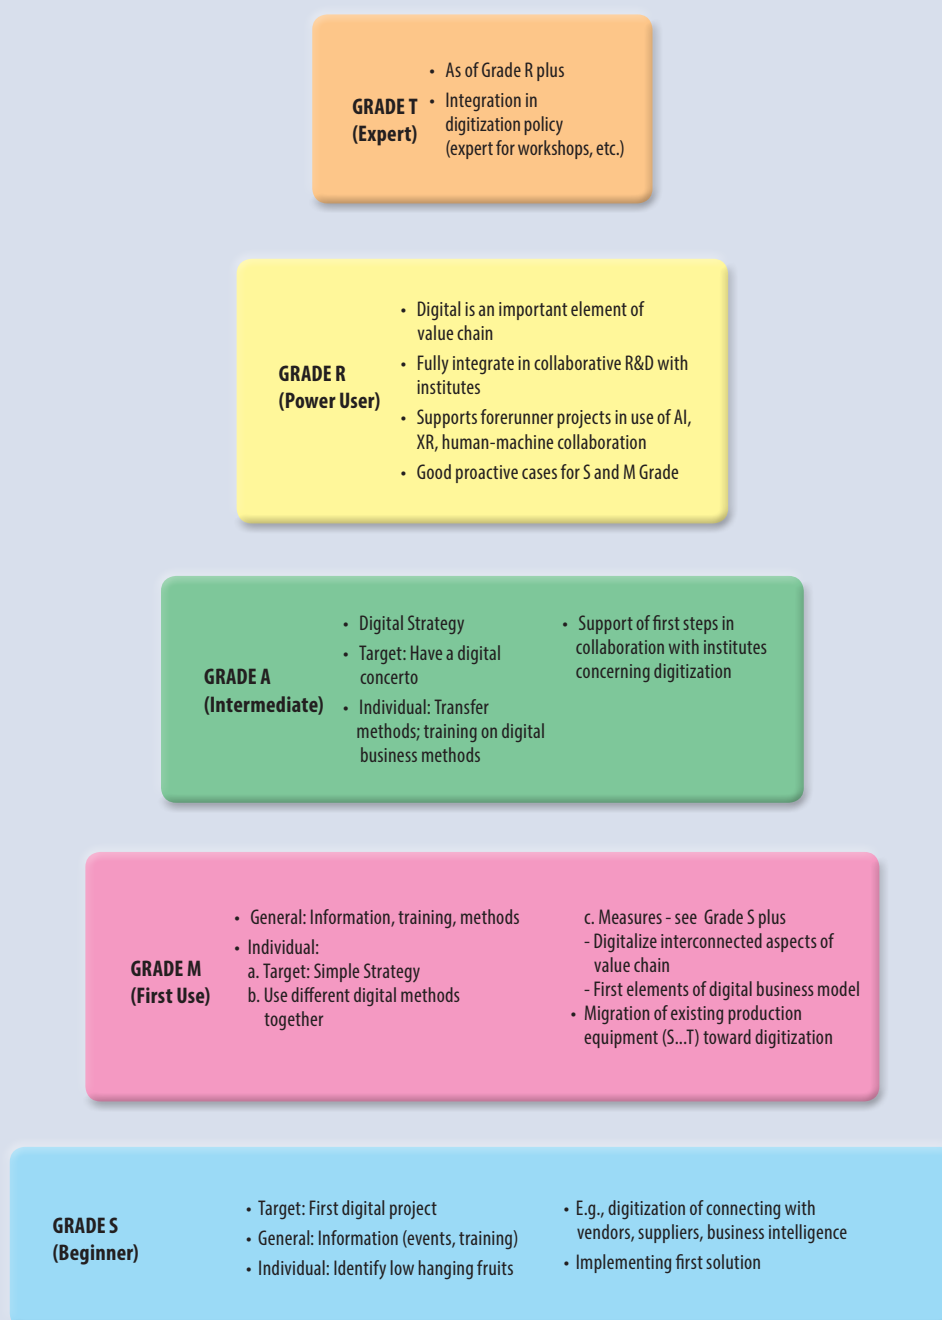 GRADE T
(Expert)
• As of Grade R plus
• Integration in
digitization policy
(expert for workshops, etc.)
GRADE R
(Power User)
• Digital is an important element of
value chain
• Fully integrate in collaborative R&D with
institutes
• Supports forerunner projects in use of AI,
XR, human-machine collaboration
• Good proactive cases for S and M Grade
GRADE A
(Intermediate)
• Digital Strategy
• Target: Have a digital
concerto
• Individual: Transfer
methods; training on digital
business methods
• Support of first steps in
collaboration with institutes
concerning digitization
GRADE M
(First Use)
• General: Information, training, methods
• Individual:
a. Target: Simple Strategy
b. Use different digital methods
together
c. Measures - see Grade S plus
- Digitalize interconnected aspects of
value chain
- First elements of digital business model
• Migration of existing production
equipment (S...T) toward digitization
GRADE S
(Beginner)
• Target: First digital project
• General: Information (events, training)
• Individual: Identify low hanging fruits
• E.g., digitization of connecting with
vendors, suppliers, business intelligence
• Implementing first solution